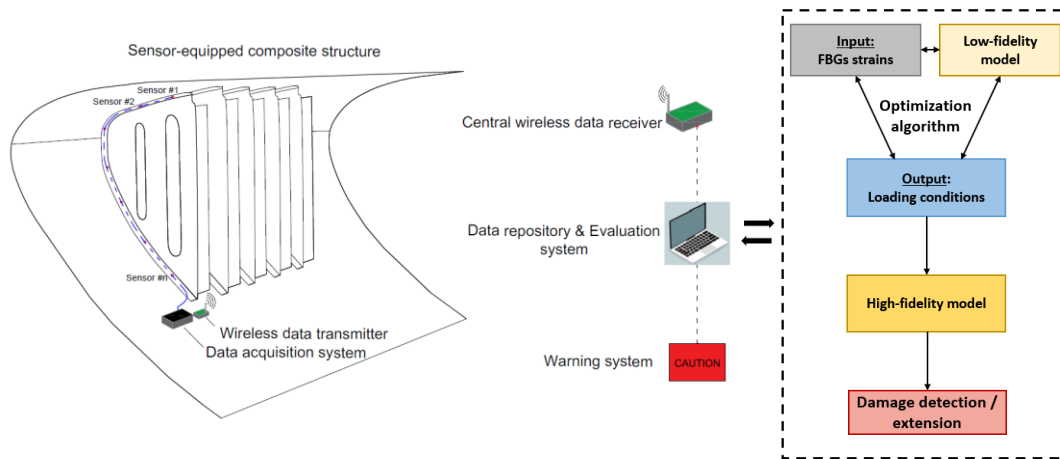 Sensor-equipped composite structure
Sensor #1
Sensor #2
Sensor #n
Wireless data transmitter
Data acquisition system
Central wireless data receiver
Data repository & Evaluation
system
Warning system
CAUTION
Input:
FBGs strains
Low-fidelity
model
Optimization
algorithm
Output:
Loading conditions
High-fidelity model
Damage detection /
extension